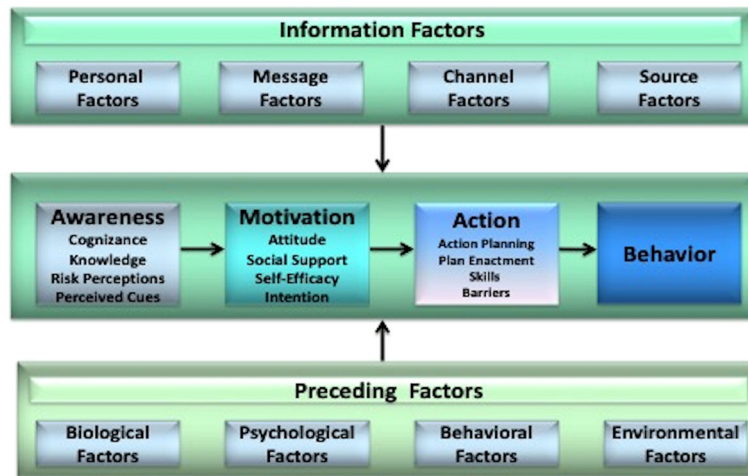 Information Factors
Personal
Factors
Message
Factors
Channel
Factors
Source
Factors
Awareness
Cognizance
Knowledge
Risk Perceptions
Perceived Cues
Motivation
Attitude
Social Support
Self-Efficacy
Intention
Action
Action Planning
Plan Enactment
Skills
Barriers
Behavior
Preceding Factors
Biological
Factors
Psychological
Factors
Behavioral
Factors
Environmental
Factors